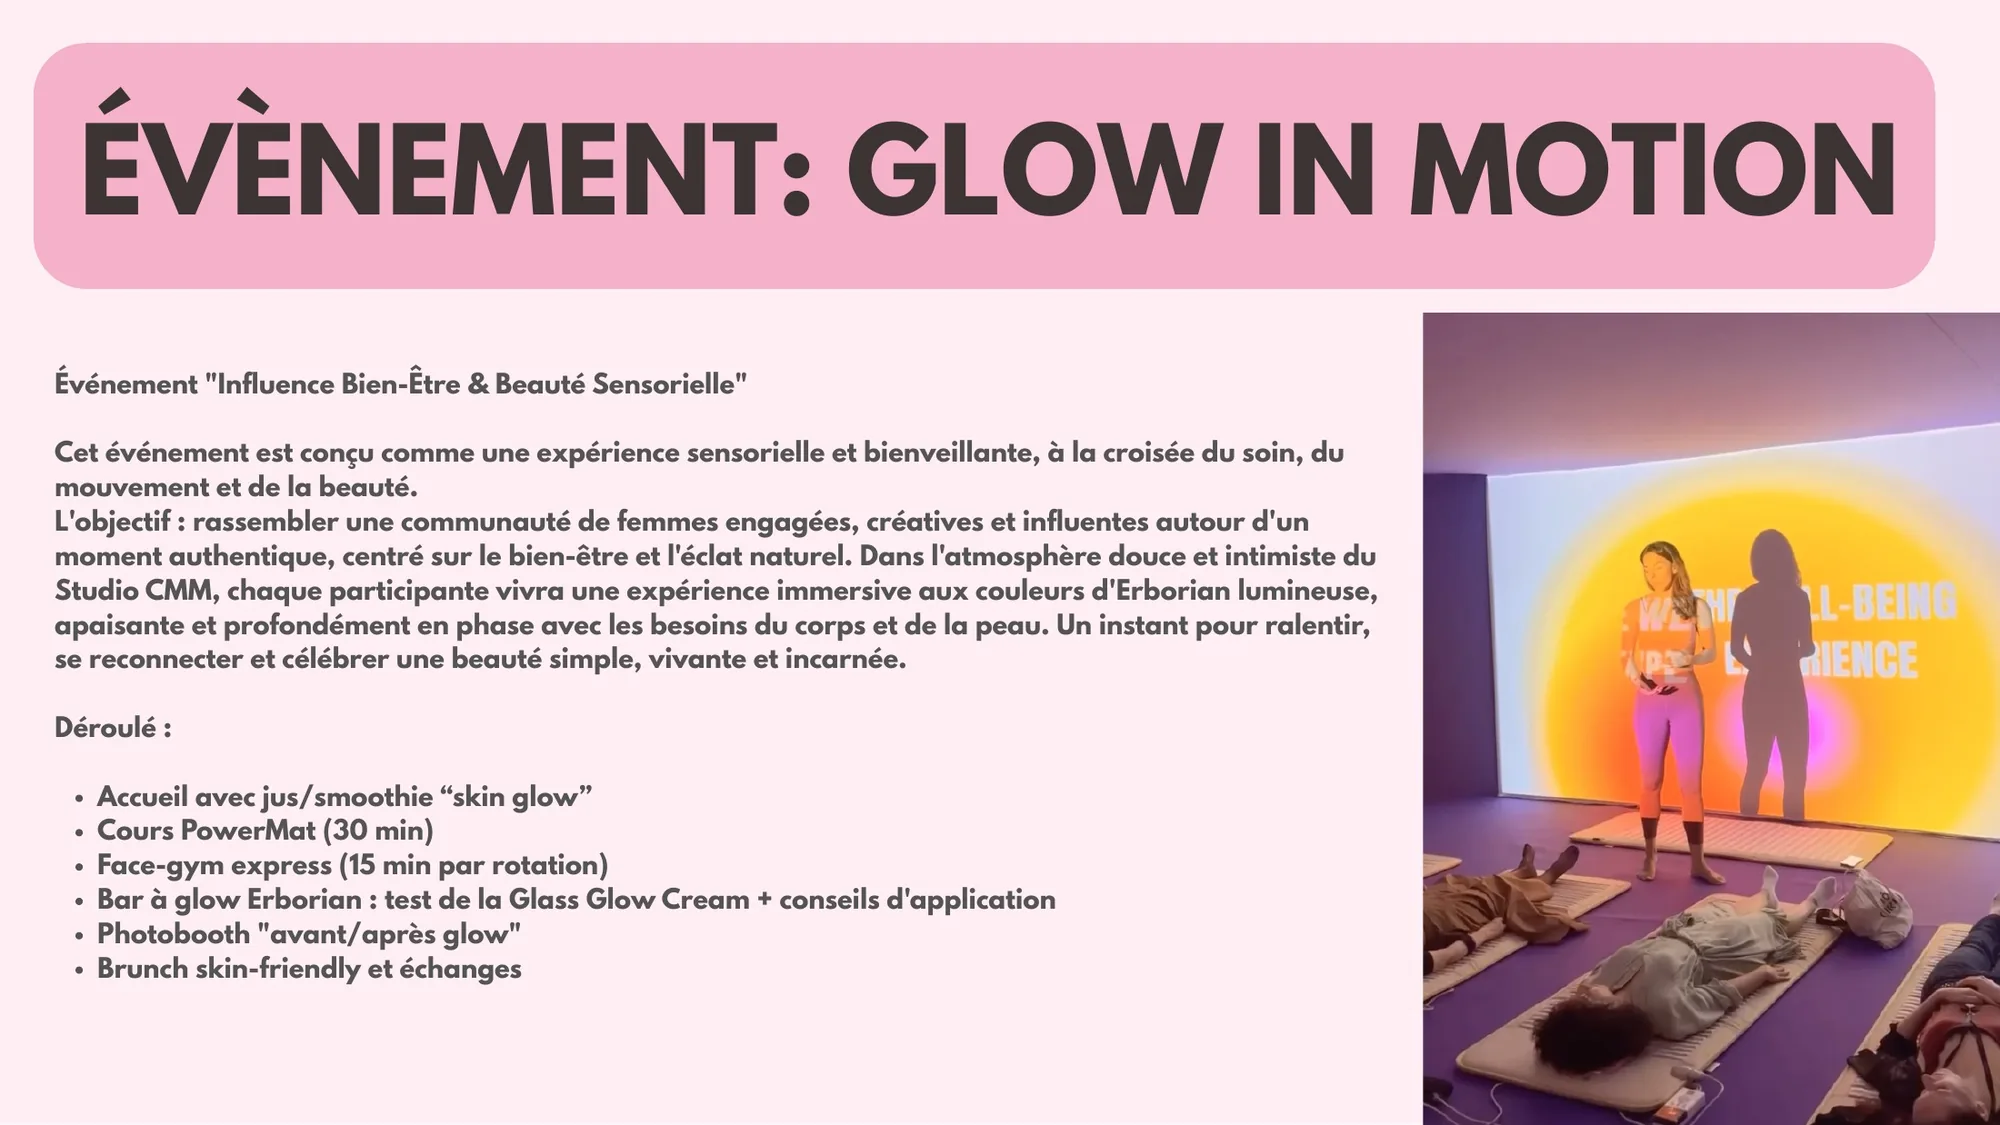 ÉVÈNEMENT: GLOW IN MOTION
Événement "Influence Bien-Être & Beauté Sensorielle"
Cet événement est conçu comme une expérience sensorielle et bienveillante, à la croisée du soin, du
mouvement et de la beauté.
L'objectif : rassembler une communauté de femmes engagées, créatives et influentes autour d'un
moment authentique, centré sur le bien-être et l'éclat naturel. Dans l'atmosphère douce et intimiste du
Studio CMM, chaque participante vivra une expérience immersive aux couleurs d'Erborian lumineuse,
apaisante et profondément en phase avec les besoins du corps et de la peau. Un instant pour ralentir,
se reconnecter et célébrer une beauté simple, vivante et incarnée.
Déroulé :
• Accueil avec jus/smoothie “skin glow”
• Cours PowerMat (30 min)
• Face-gym express (15 min par rotation)
• Bar à glow Erborian : test de la Glass Glow Cream + conseils d'application
• Photobooth "avant/après glow"
• Brunch skin-friendly et échanges